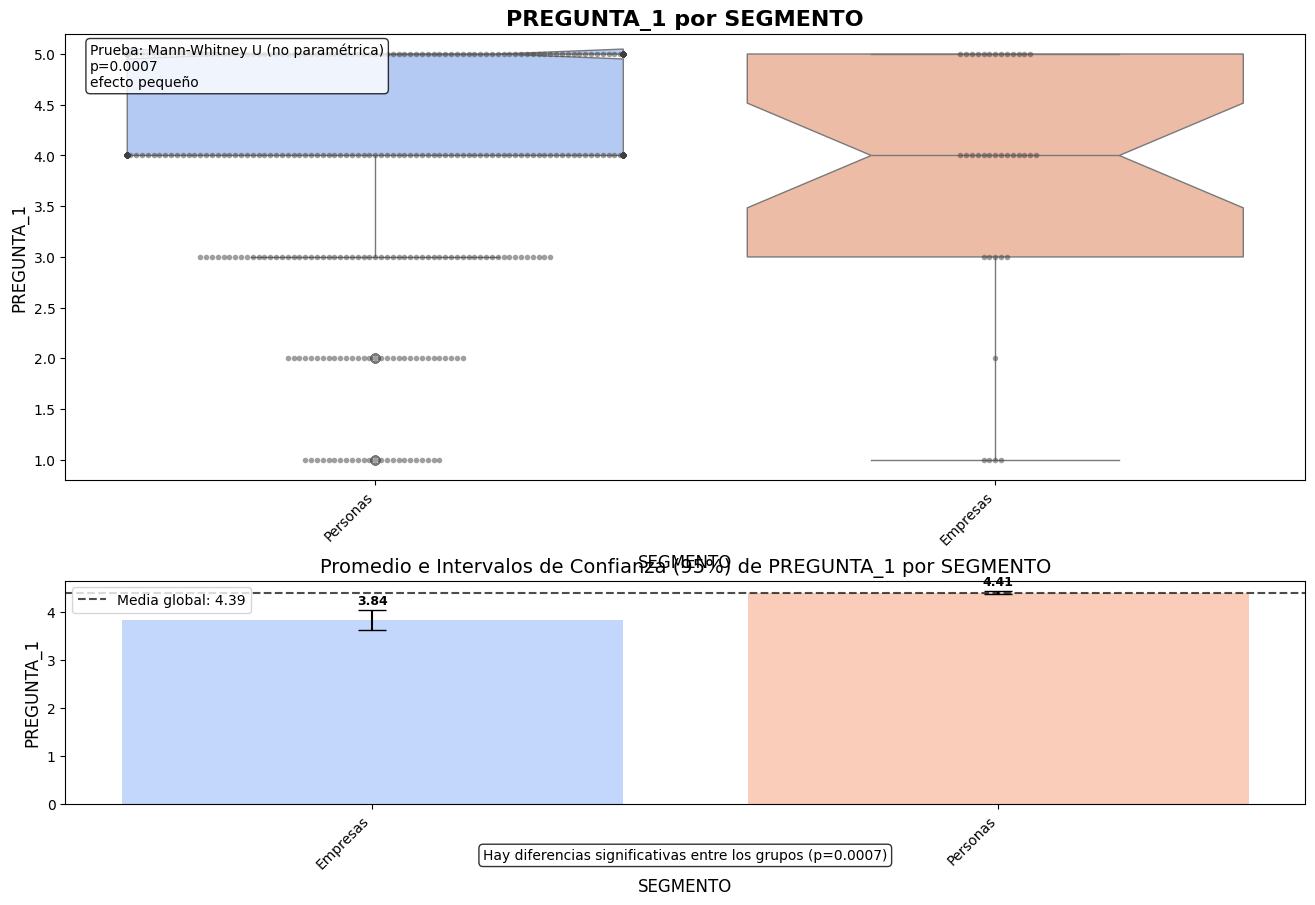 PREGUNTA_1 por SEGMENTO
Prueba: Mann-Whitney U (no paramétrica)
p=0.0007
efecto pequeño
5.0
4.5
4.0
3.5
3.0
2.5
2.0
1.5
1.0
PREGUNTA_1
Personas
Empresas
SEGMENTO
Promedio e Intervalos de Confianza (95%) de PREGUNTA_1 por SEGMENTO
Media global: 4.39
3.84
4.41
4
3
2
1
0
PREGUNTA_1
Empresas
Personas
Hay diferencias significativas entre los grupos (p=0.0007)
SEGMENTO